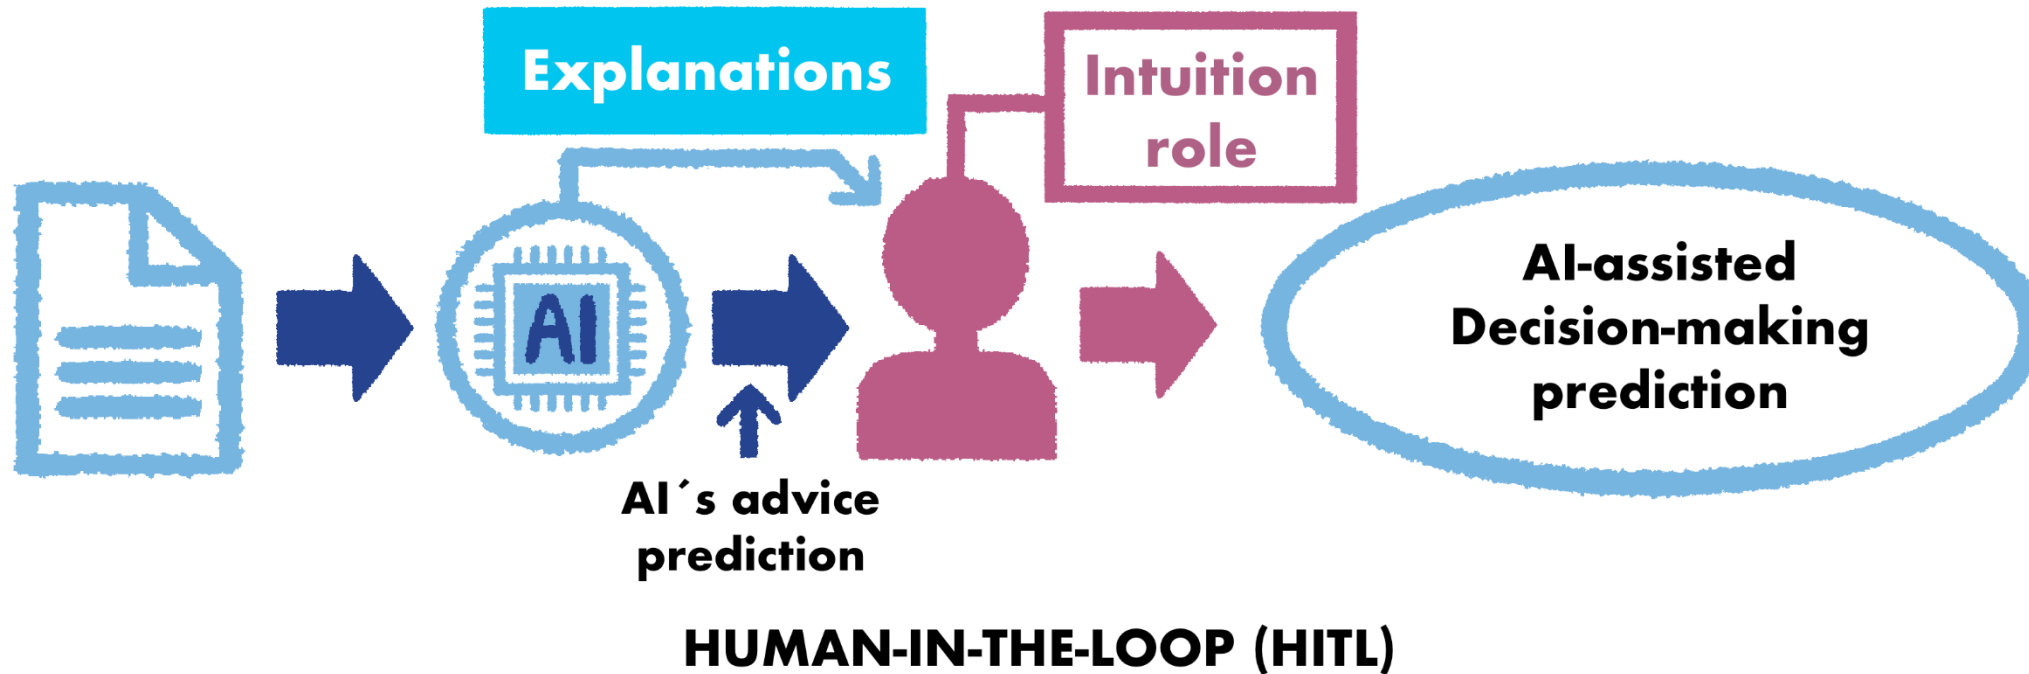 Explanations
Intuition
role
AI
AI´s advice
prediction
AI-assisted
Decision-making
prediction
HUMAN-IN-THE-LOOP (HITL)